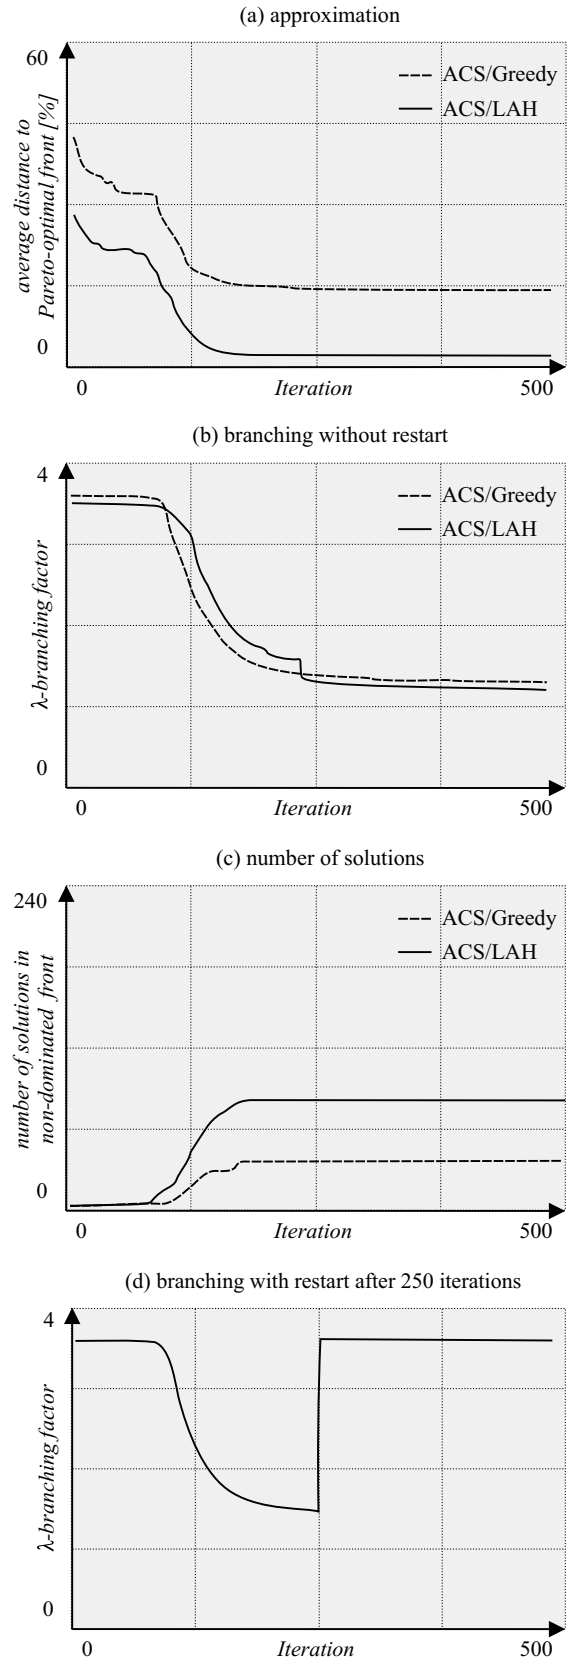 (a) approximation
60
ACS/Greedy
ACS/LAH
average distance to
Pareto-optimal front [%]
0
0
Iteration
500
(b) branching without restart
4
ACS/Greedy
ACS/LAH
λ-branching factor
0
0
Iteration
500
(c) number of solutions
240
ACS/Greedy
ACS/LAH
number of solutions in
non-dominated front
0
0
Iteration
500
(d) branching with restart after 250 iterations
4
λ-branching factor
0
0
Iteration
500